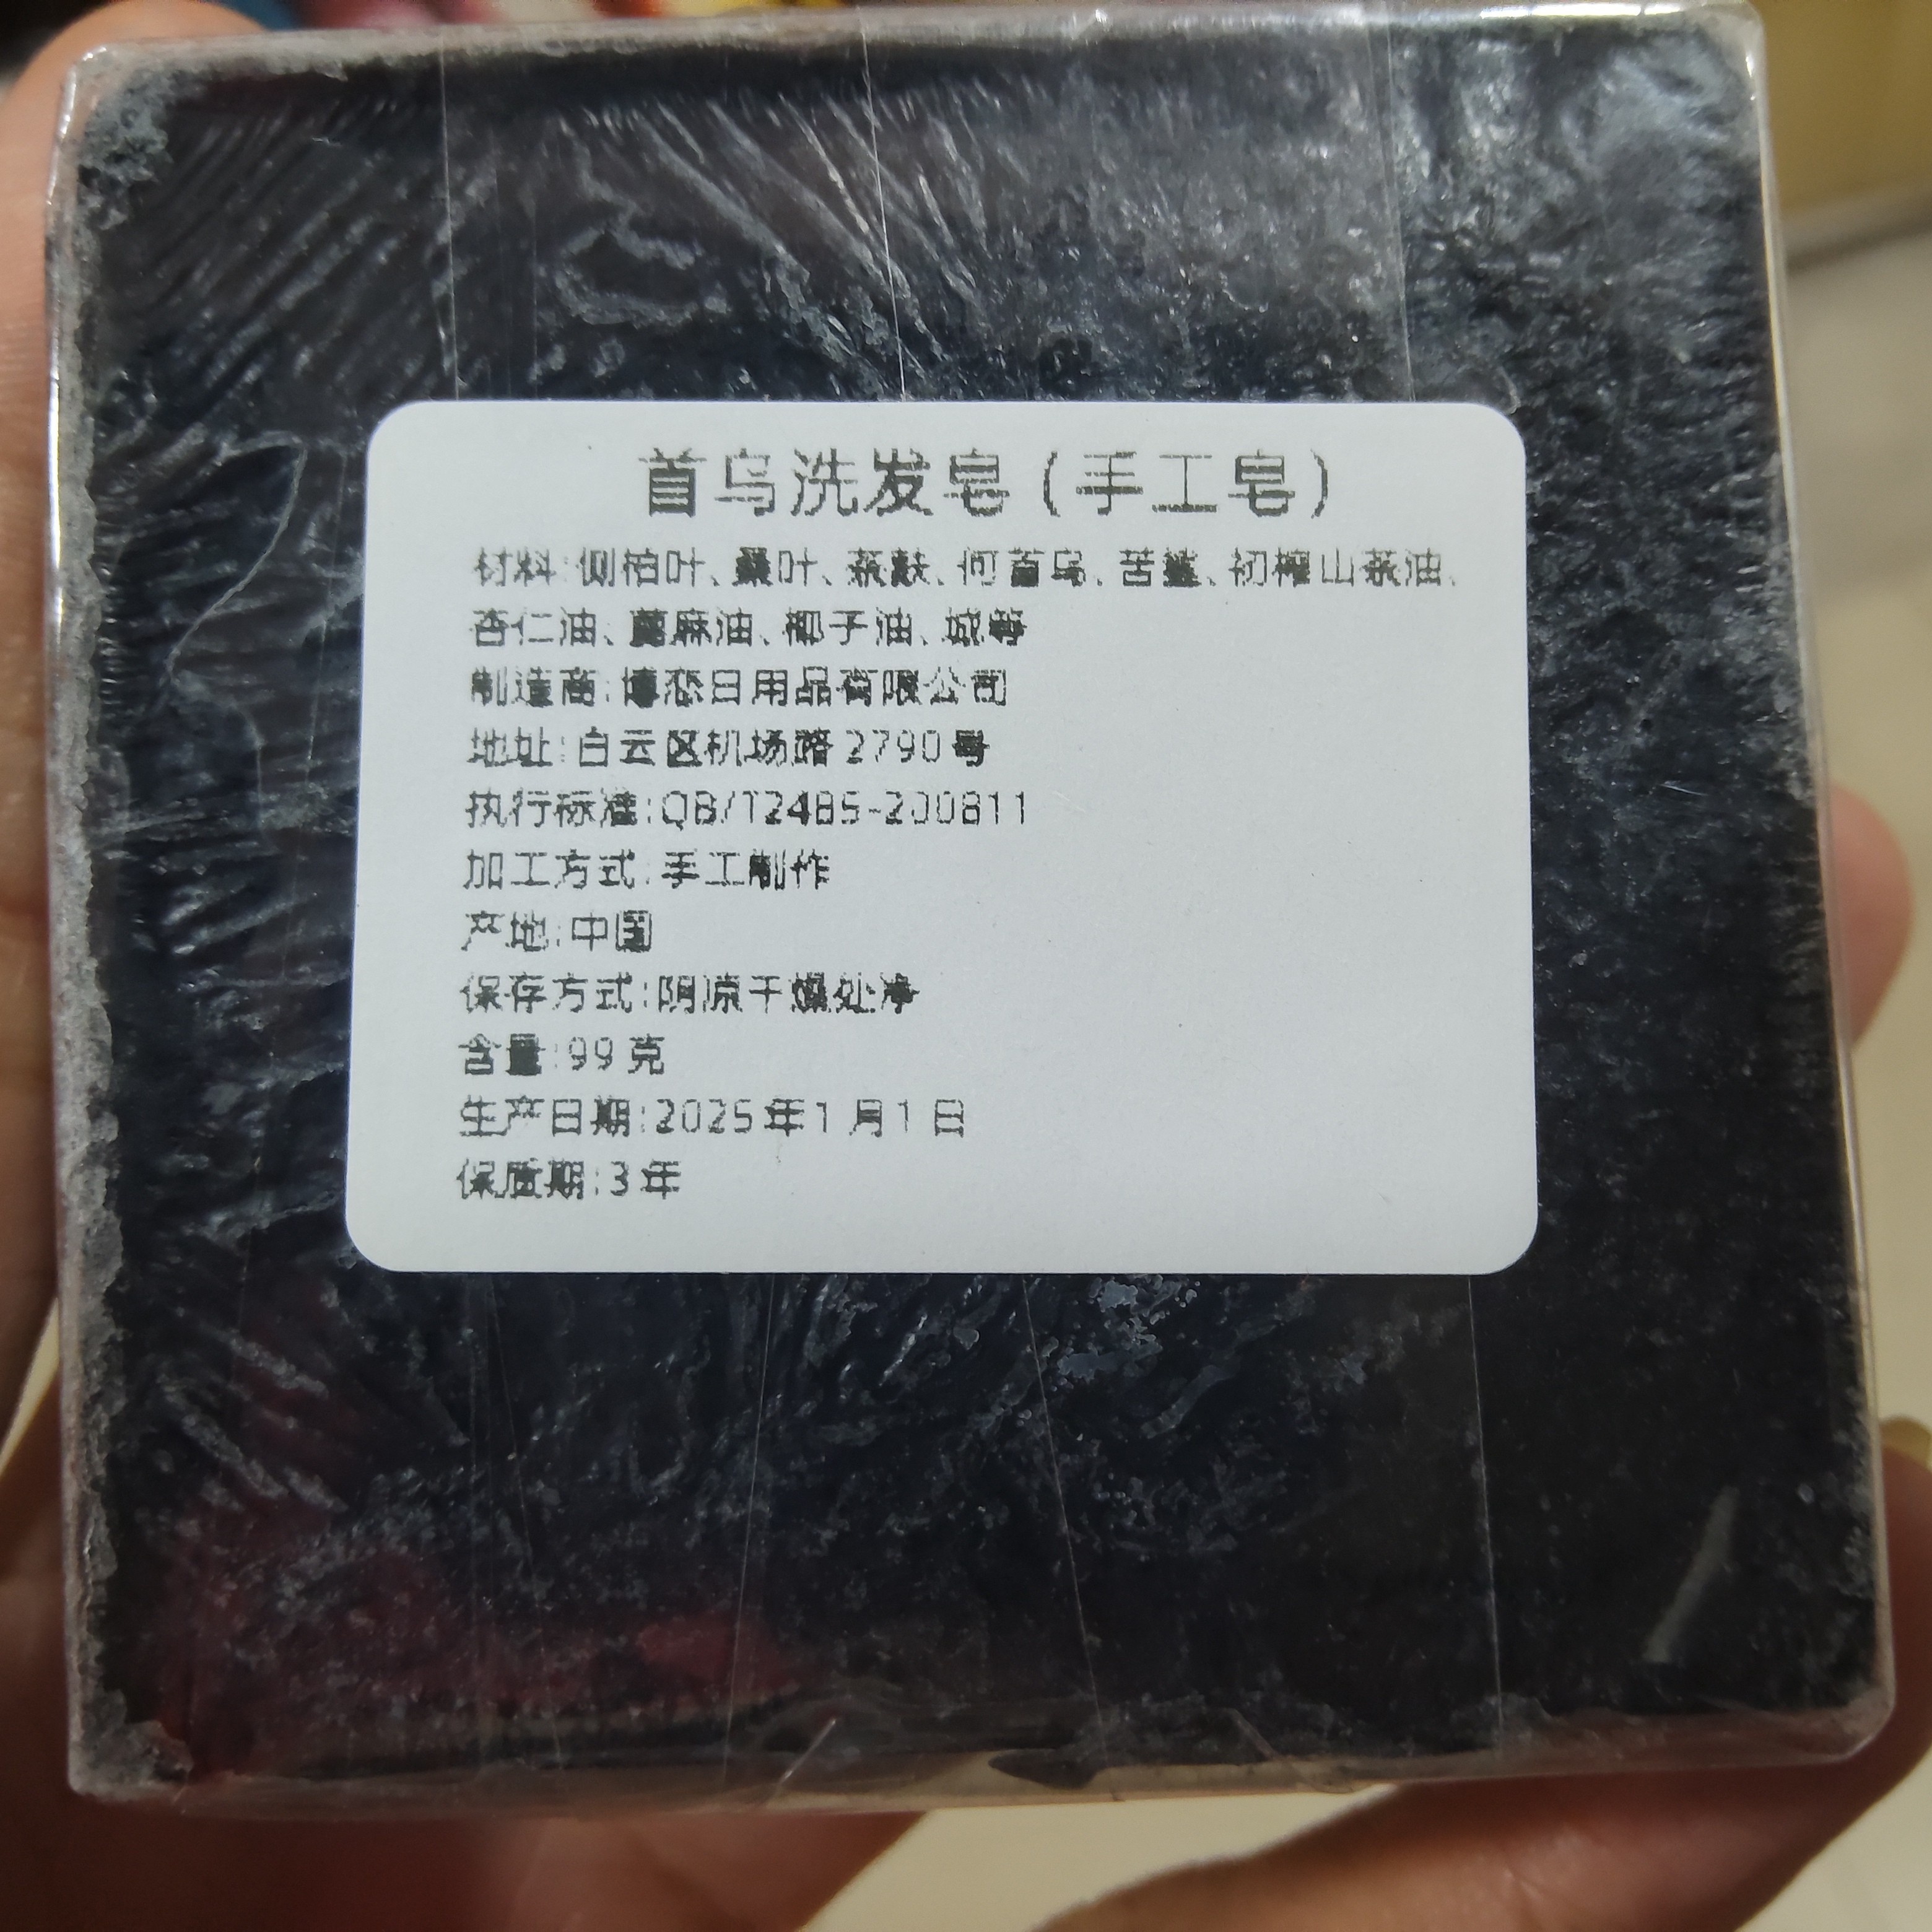 首乌洗发皂(手工皂)
材料:侧柏叶、桑叶、茶麸、何首乌、苦参、初榨山茶油、
杏仁油、蓖麻油、椰子油、碱等
制造商:博恋日用品有限公司
地址:白云区机场路2790号
执行标准:QB/T2485-200811
加工方式:手工制作
产地:中国
保存方式:阴凉干燥处净
含量:99克
生产日期:2025年1月1日
保质期:3年